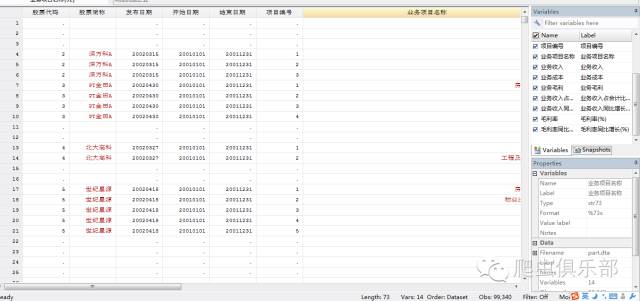 股票代码 股票简称 发布日期 开始日期 结束日期 项目编号 业务项目名称
1 . . . . .
2 . . . . .
3 . . . . .
4 2 深万科A 20020315 20010101 20011231 1
5 2 深万科A 20020315 20010101 20011231 2
6 2 深万科A 20020315 20010101 20011231 3
7 3 PT金田A 20020430 20010101 20011231 1
8 3 PT金田A 20020430 20010101 20011231 2
9 3 PT金田A 20020430 20010101 20011231 3
10 3 PT金田A 20020430 20010101 20011231 4
11 . . . . .
12 . . . . .
13 4 北大高科 20020327 20010101 20011231 1
14 4 北大高科 20020327 20010101 20011231 2 工程及
15 . . . . .
16 . . . . .
17 5 世纪星源 20020418 20010101 20011231 1
18 5 世纪星源 20020418 20010101 20011231 2
19 5 世纪星源 20020418 20010101 20011231 3
20 5 世纪星源 20020418 20010101 20011231 4
21 5 世纪星源 20020418 20010101 20011231 5
22 . . . . .
23 . . . . .
24 . . . . .
Variables
Filter variables here
Name Label
项目编号 项目编号
业务项目名称 业务项目名称
业务收入 业务收入
业务成本 业务成本
业务毛利 业务毛利
业务收入占... 业务收入占合计比...
业务收入同... 业务收入同比增长(...
毛利率 毛利率(%)
毛利率同比... 毛利率同比增长(%)
Variables Snapshots
Properties
Variables
Name 业务项目名称
Label 业务项目名称
Type str73
Format %73s
Value label
Notes
Data
Filename part.dta
Label
Notes
Variables 14
爬虫俱乐部
Ready Length: 73 Vars: 14 Order: Dataset Obs: 99,340 Filter: Off